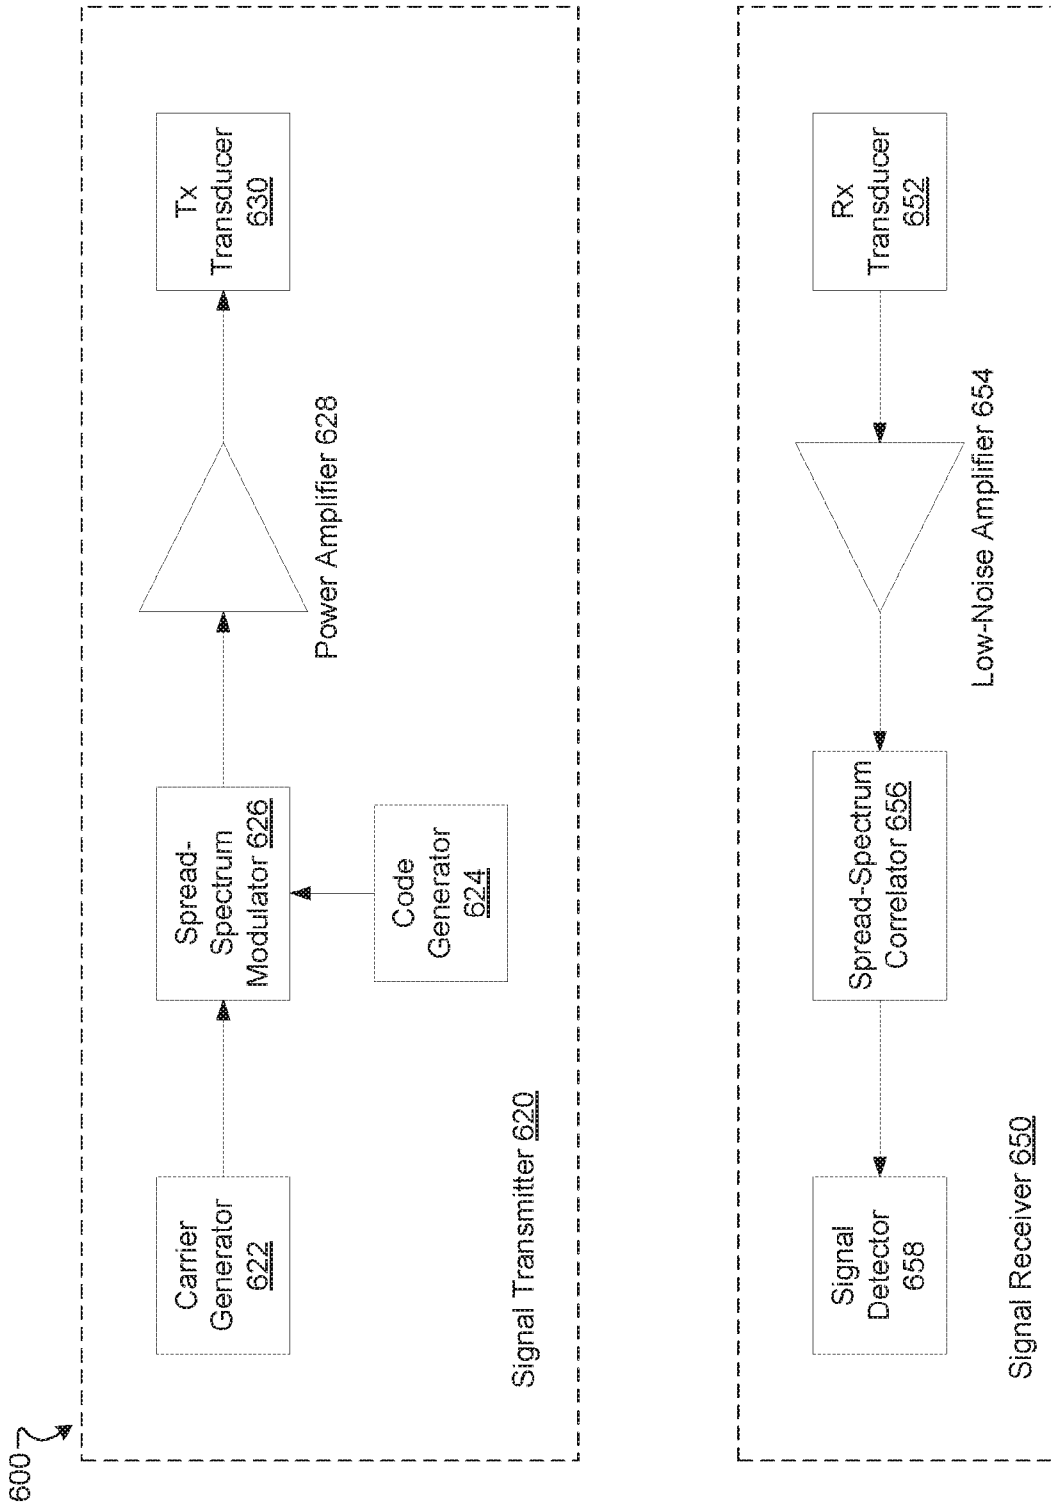 600
Carrier
Generator
622
Spread-
Spectrum
Modulator 626
Code
Generator
624
Power Amplifier 628
Tx
Transducer
630
Signal Transmitter 620
Signal
Detector
658
Spread-Spectrum
Correlator 656
Low-Noise Amplifier 654
Rx
Transducer
652
Signal Receiver 650